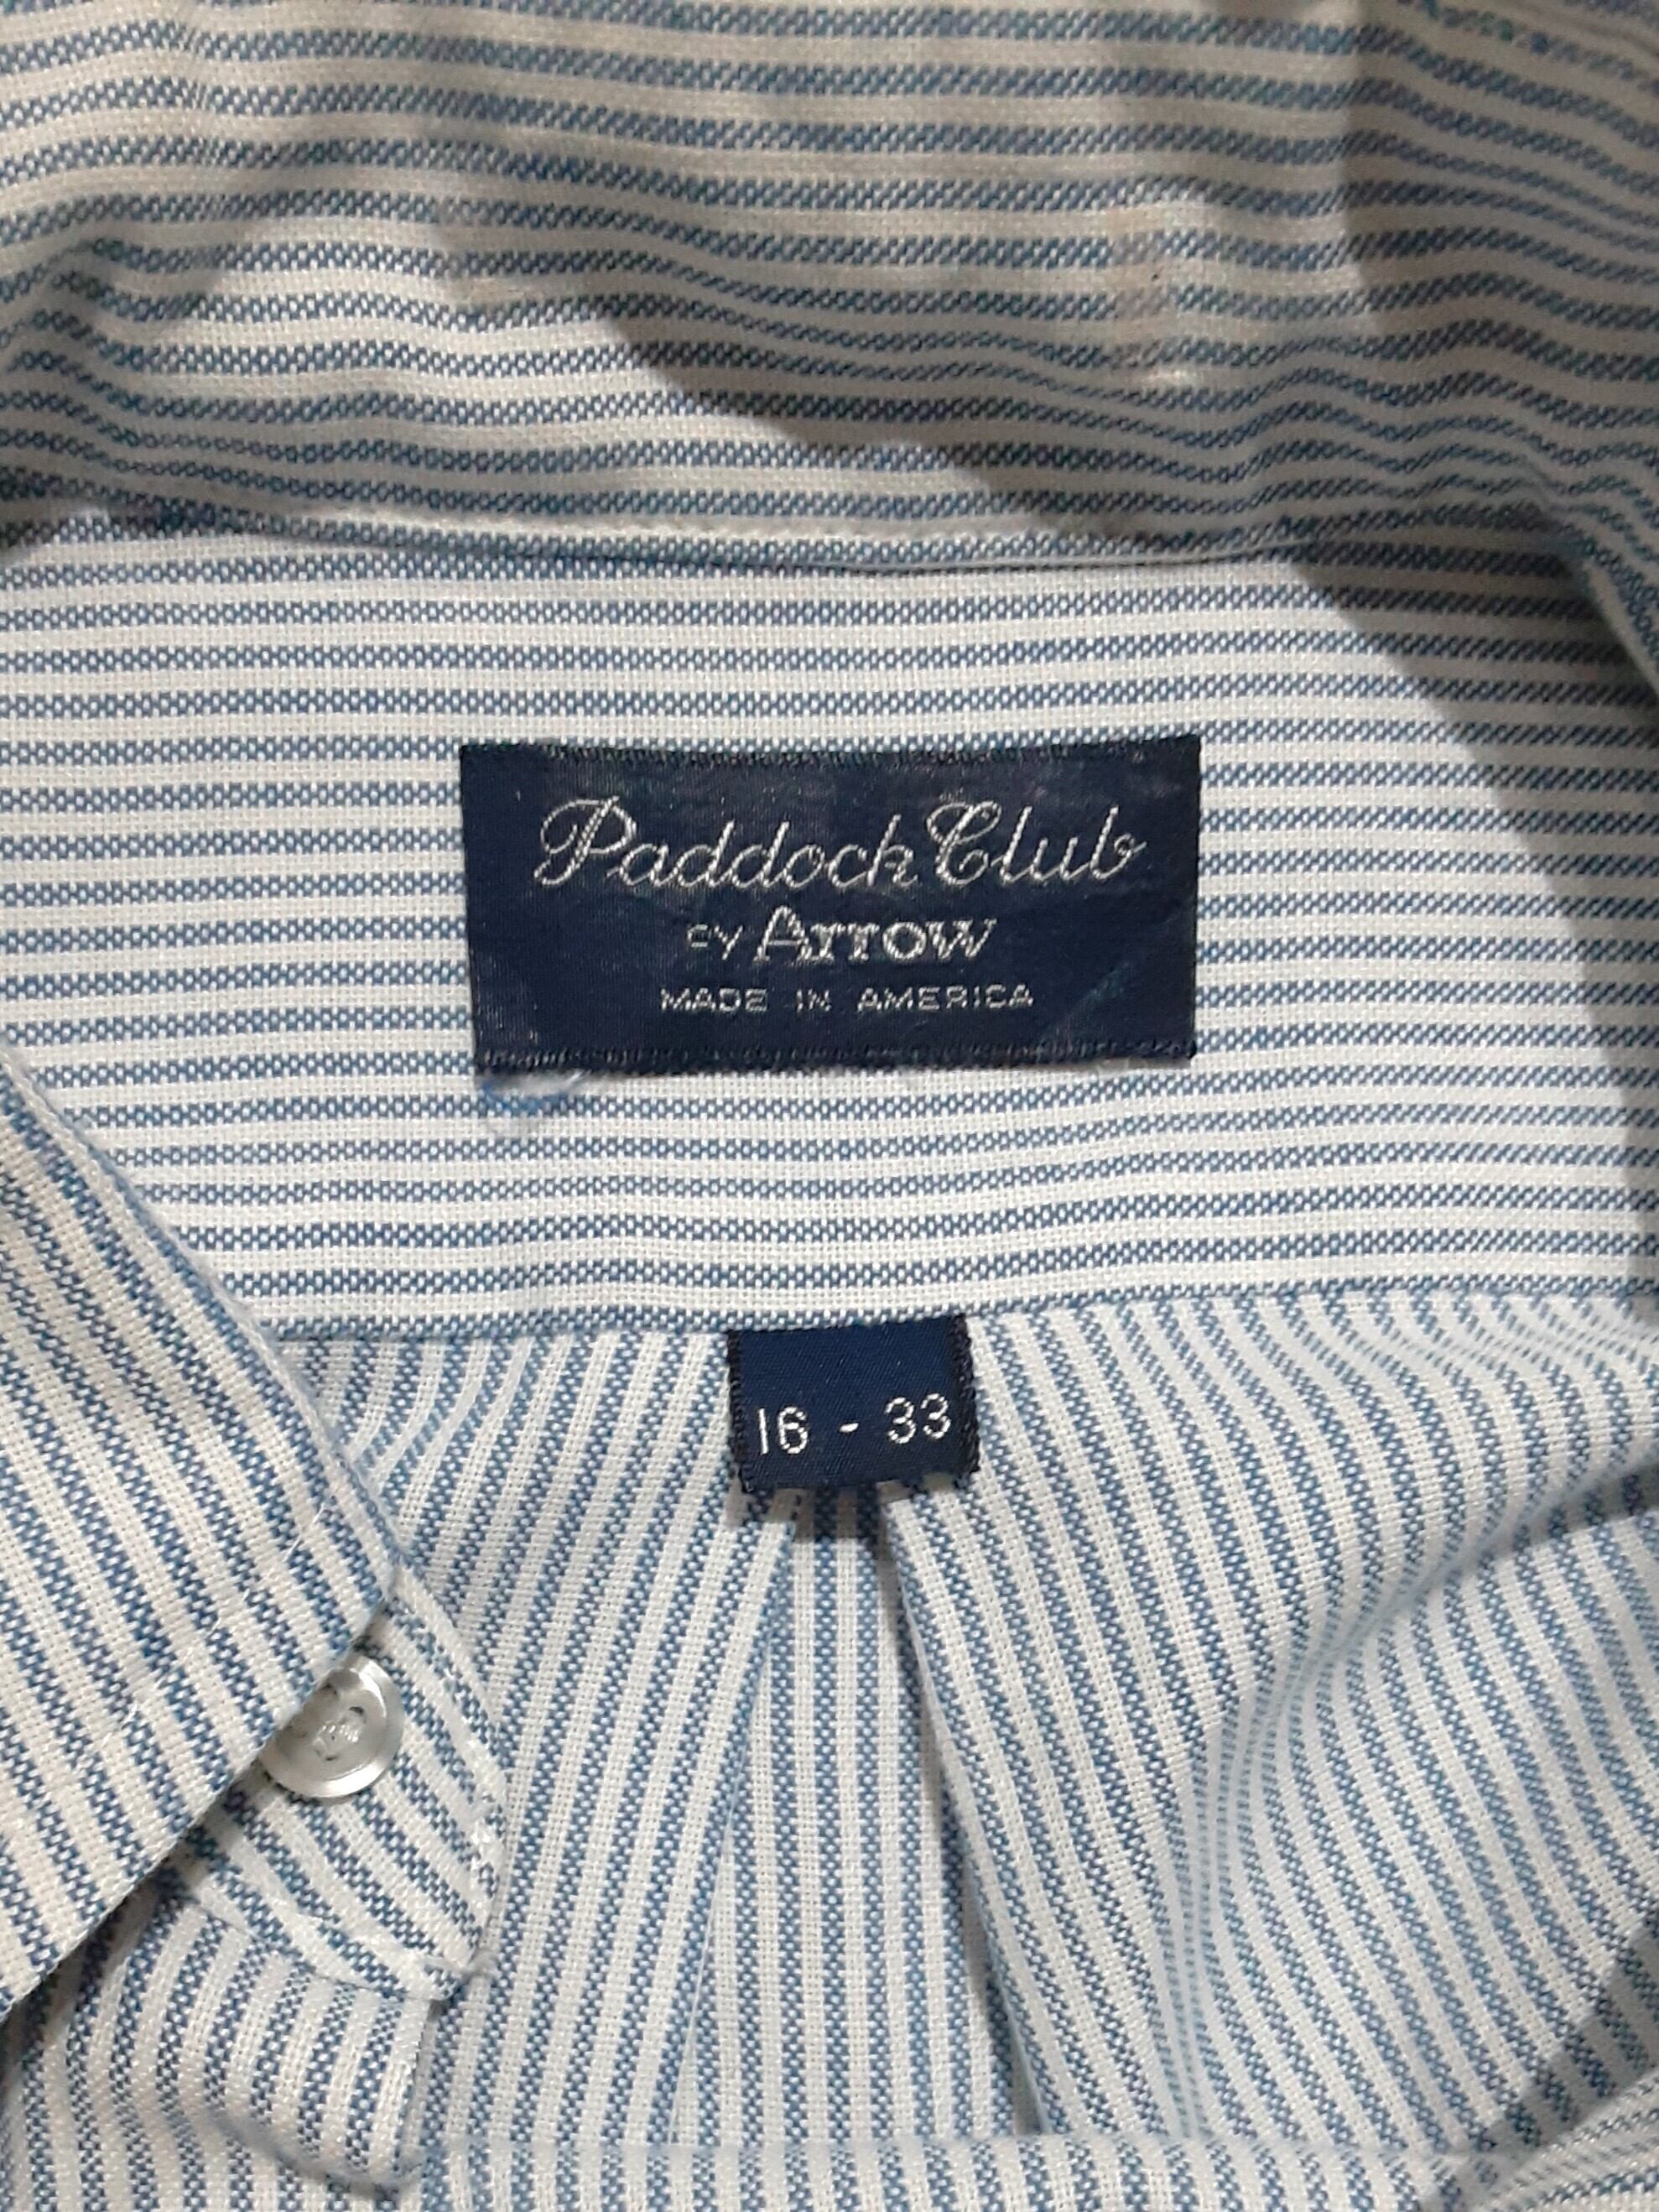 Paddock Club
BY ARROW
MADE IN AMERICA
16 - 33